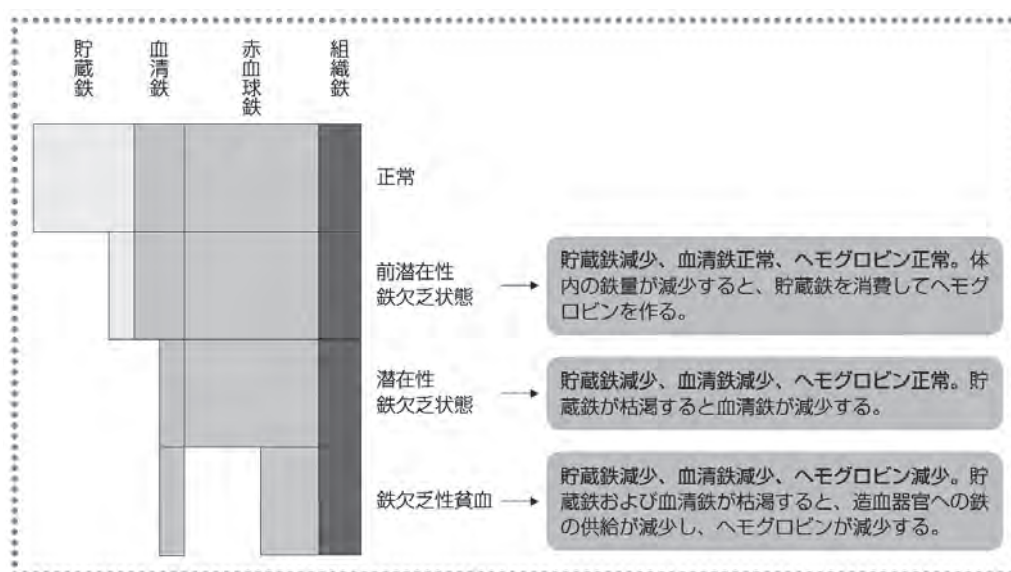 貯蔵鉄
血清鉄
赤血球鉄
組織鉄
正常
前潜在性
鉄欠乏状態
貯蔵鉄減少、血清鉄正常、ヘモグロビン正常。体
内の鉄量が減少すると、貯蔵鉄を消費してヘモグ
ロビンを作る。
潜在性
鉄欠乏状態
貯蔵鉄減少、血清鉄減少、ヘモグロビン正常。貯
蔵鉄が枯渇すると血清鉄が減少する。
鉄欠乏性貧血
貯蔵鉄減少、血清鉄減少、ヘモグロビン減少。貯
蔵鉄および血清鉄が枯渇すると、造血器官への鉄
の供給が減少し、ヘモグロビンが減少する。